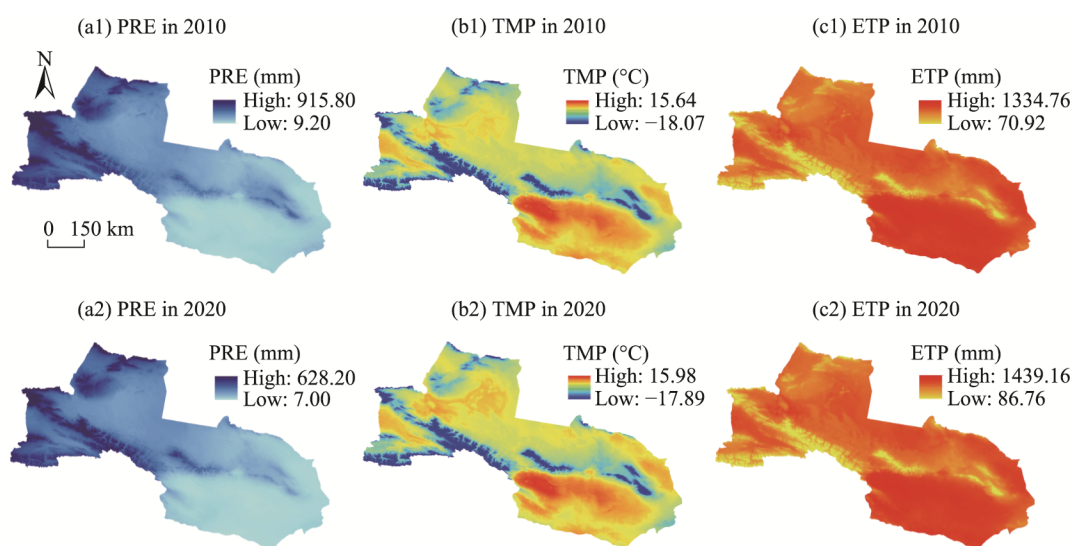 (a1) PRE in 2010
(b1) TMP in 2010
(c1) ETP in 2010
N
PRE (mm)
High: 915.80
Low: 9.20
TMP (°C)
High: 15.64
Low: −18.07
ETP (mm)
High: 1334.76
Low: 70.92
0 150 km
(a2) PRE in 2020
(b2) TMP in 2020
(c2) ETP in 2020
PRE (mm)
High: 628.20
Low: 7.00
TMP (°C)
High: 15.98
Low: −17.89
ETP (mm)
High: 1439.16
Low: 86.76